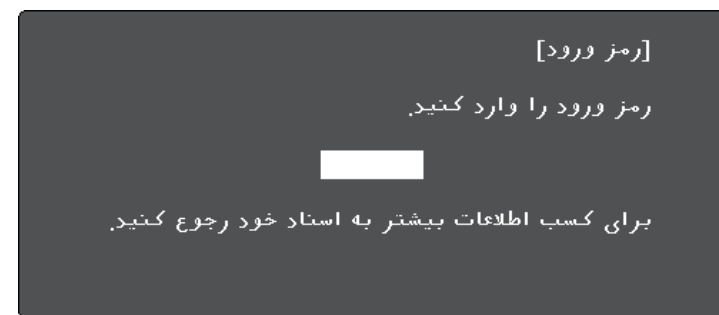 [رمز ورود]
رمز ورود را وارد کنید.
برای کسب اطلاعات بیشتر به اسناد خود رجوع کنید.